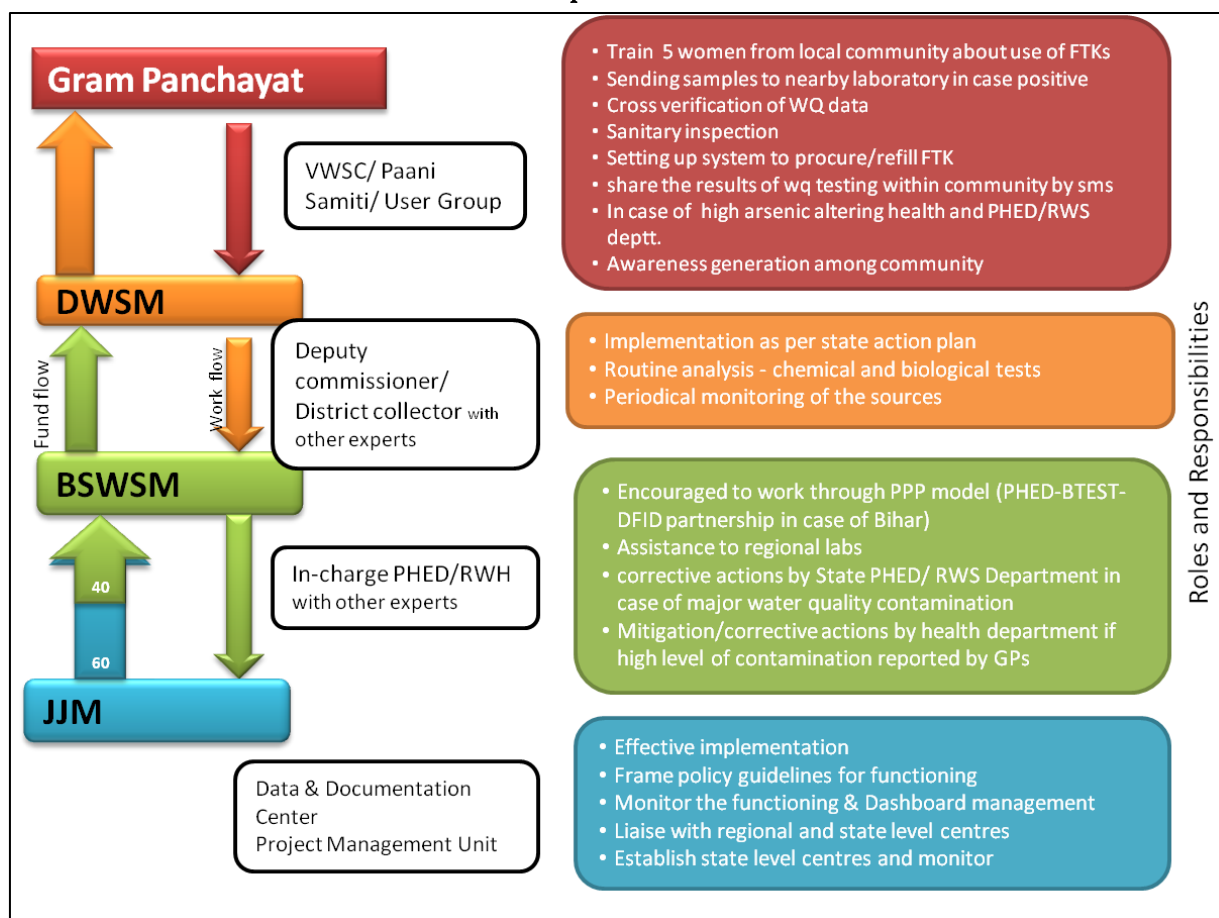 Gram Panchayat
VWSC/ Paani
Samiti/ User Group
• Train 5 women from local community about use of FTKs
• Sending samples to nearby laboratory in case positive
• Cross verification of WQ data
• Sanitary inspection
• Setting up system to procure/refill FTK
• share the results of wq testing within community by sms
• In case of high arsenic altering health and PHED/RWS
deptt.
• Awareness generation among community
DWSM
Fund flow
Work flow
Deputy
commissioner/
District collector with
other experts
• Implementation as per state action plan
• Routine analysis - chemical and biological tests
• Periodical monitoring of the sources
BSWSM
40
60
In-charge PHED/RWH
with other experts
• Encouraged to work through PPP model (PHED-BTEST-
DFID partnership in case of Bihar)
• Assistance to regional labs
• corrective actions by State PHED/ RWS Department in
case of major water quality contamination
• Mitigation/corrective actions by health department if
high level of contamination reported by GPs
JJM
Data & Documentation
Center
Project Management Unit
• Effective implementation
• Frame policy guidelines for functioning
• Monitor the functioning & Dashboard management
• Liaise with regional and state level centres
• Establish state level centres and monitor
Roles and Responsibilities